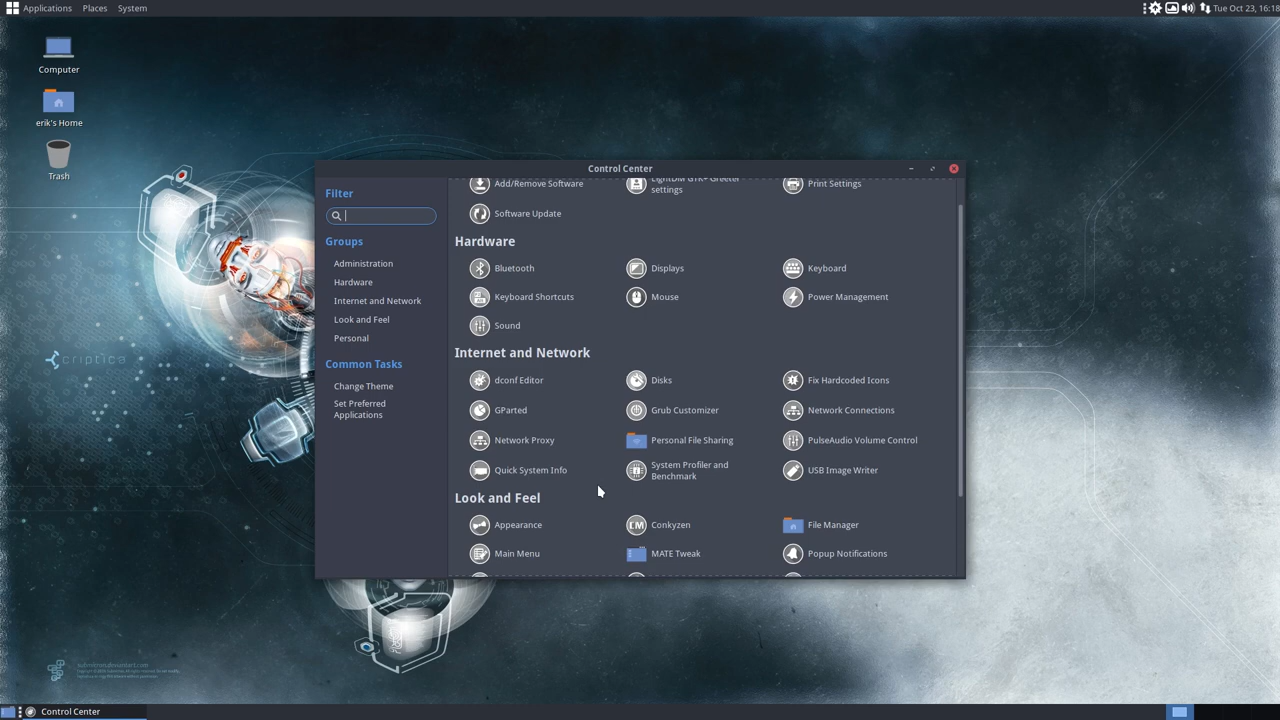 Applications Places System Tue Oct 23, 16:18
Computer
erik's Home
Trash
criptica
Control Center
Filter
Groups
Administration
Hardware
Internet and Network
Look and Feel
Personal
Common Tasks
Change Theme
Set Preferred
Applications
Add/Remove Software
LightDM GTK+ Greeter
settings
Print Settings
Software Update
Hardware
Bluetooth
Displays
Keyboard
Keyboard Shortcuts
Mouse
Power Management
Sound
Internet and Network
dconf Editor
Disks
Fix Hardcoded Icons
GParted
Grub Customizer
Network Connections
Network Proxy
Personal File Sharing
PulseAudio Volume Control
Quick System Info
System Profiler and
Benchmark
USB Image Writer
Look and Feel
Appearance
Conkyzen
File Manager
Main Menu
MATE Tweak
Popup Notifications
Control Center